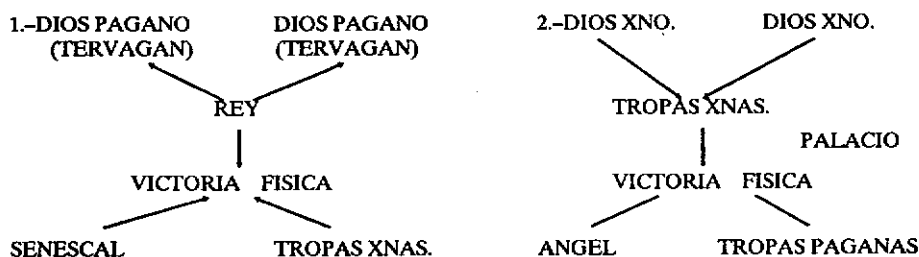 1.–DIOS PAGANO DIOS PAGANO 2.–DIOS XNO. DIOS XNO.
(TERVAGAN) (TERVAGAN)
REY TROPAS XNAS.
PALACIO
VICTORIA FISICA VICTORIA FISICA
SENESCAL TROPAS XNAS. ANGEL TROPAS PAGANAS